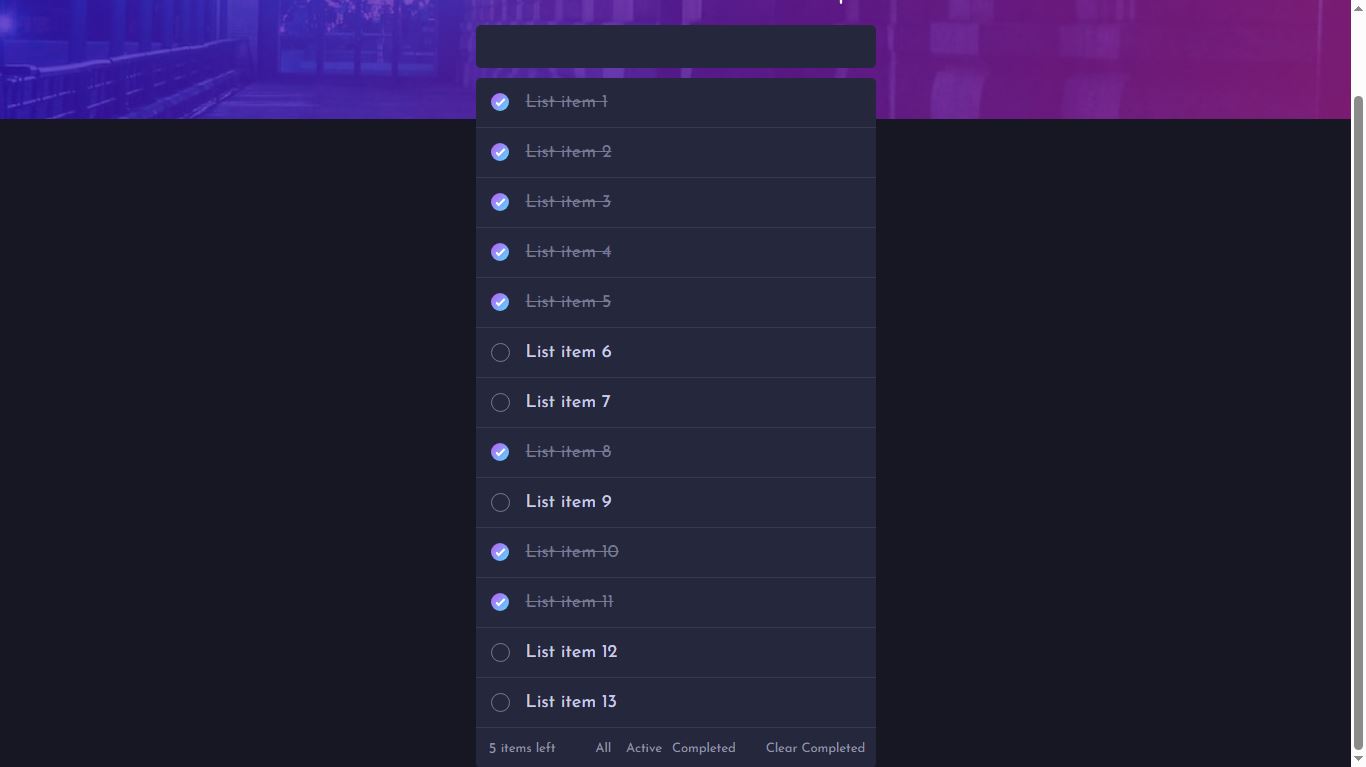 List item 1
List item 2
List item 3
List item 4
List item 5
List item 6
List item 7
List item 8
List item 9
List item 10
List item 11
List item 12
List item 13
5 items left All Active Completed Clear Completed